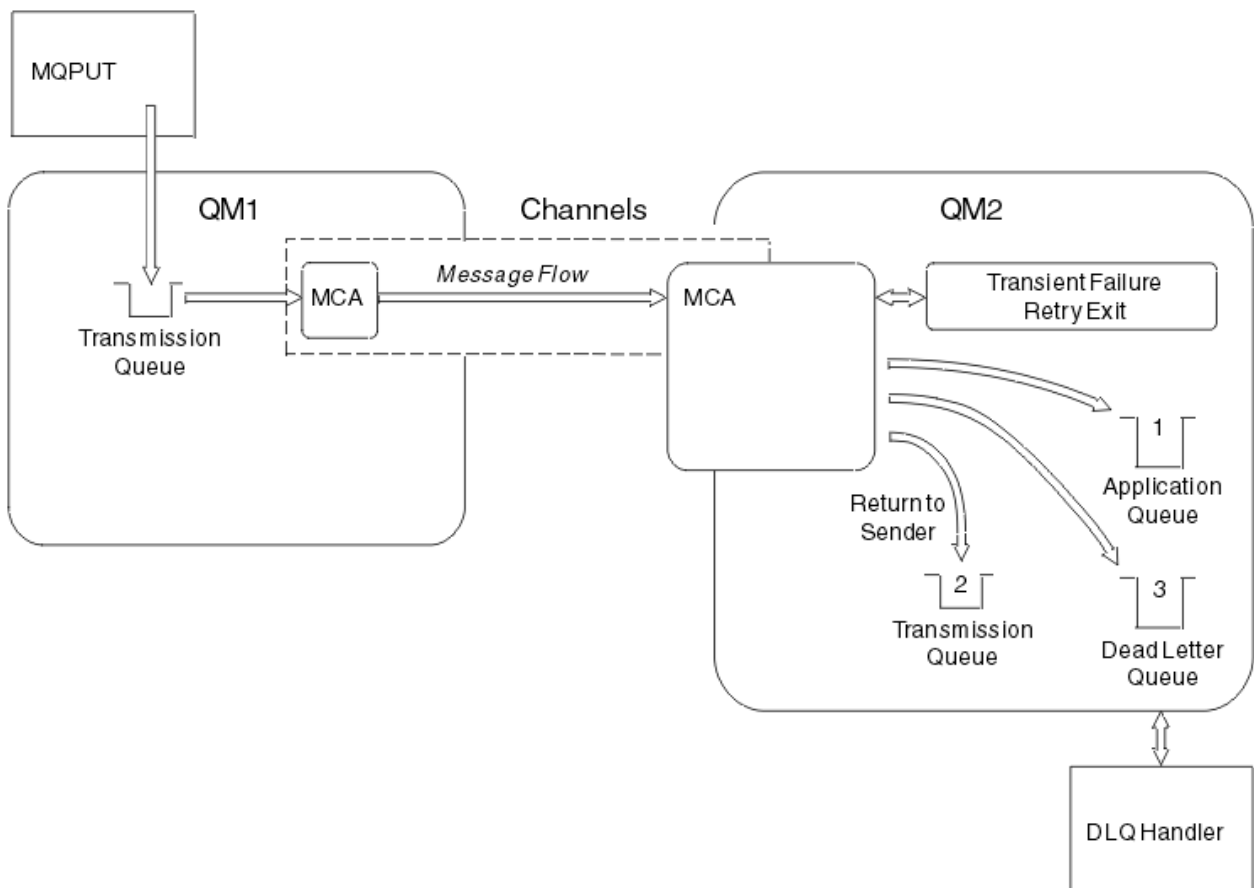 MQPUT
QM1
Channels
QM2
Message Flow
MCA
MCA
Transient Failure
Retry Exit
Transmission
Queue
1
Application
Queue
Return to
Sender
2
Transmission
Queue
3
Dead Letter
Queue
DLQ Handler